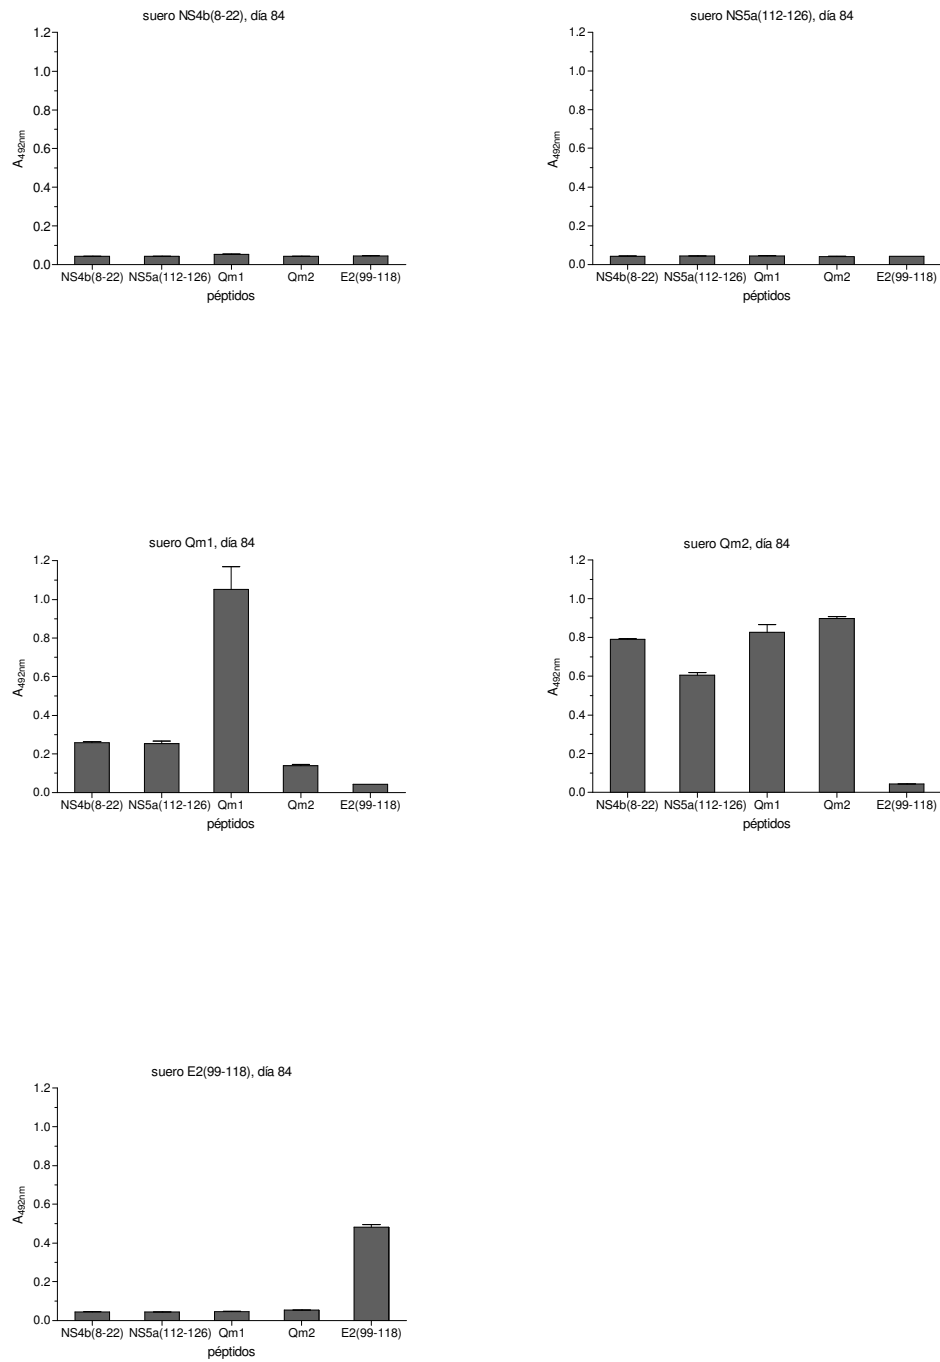 suero NS4b(8-22), día 84
1.2
1.0
0.8
0.6
0.4
0.2
0.0
A492nm
NS4b(8-22) NS5a(112-126) Qm1 Qm2 E2(99-118)
péptidos
suero NS5a(112-126), día 84
1.2
1.0
0.8
0.6
0.4
0.2
0.0
A492nm
NS4b(8-22) NS5a(112-126) Qm1 Qm2 E2(99-118)
péptidos
suero Qm1, día 84
1.2
1.0
0.8
0.6
0.4
0.2
0.0
A492nm
NS4b(8-22) NS5a(112-126) Qm1 Qm2 E2(99-118)
péptidos
suero Qm2, día 84
1.2
1.0
0.8
0.6
0.4
0.2
0.0
A492nm
NS4b(8-22) NS5a(112-126) Qm1 Qm2 E2(99-118)
péptidos
suero E2(99-118), día 84
1.2
1.0
0.8
0.6
0.4
0.2
0.0
A492nm
NS4b(8-22) NS5a(112-126) Qm1 Qm2 E2(99-118)
péptidos